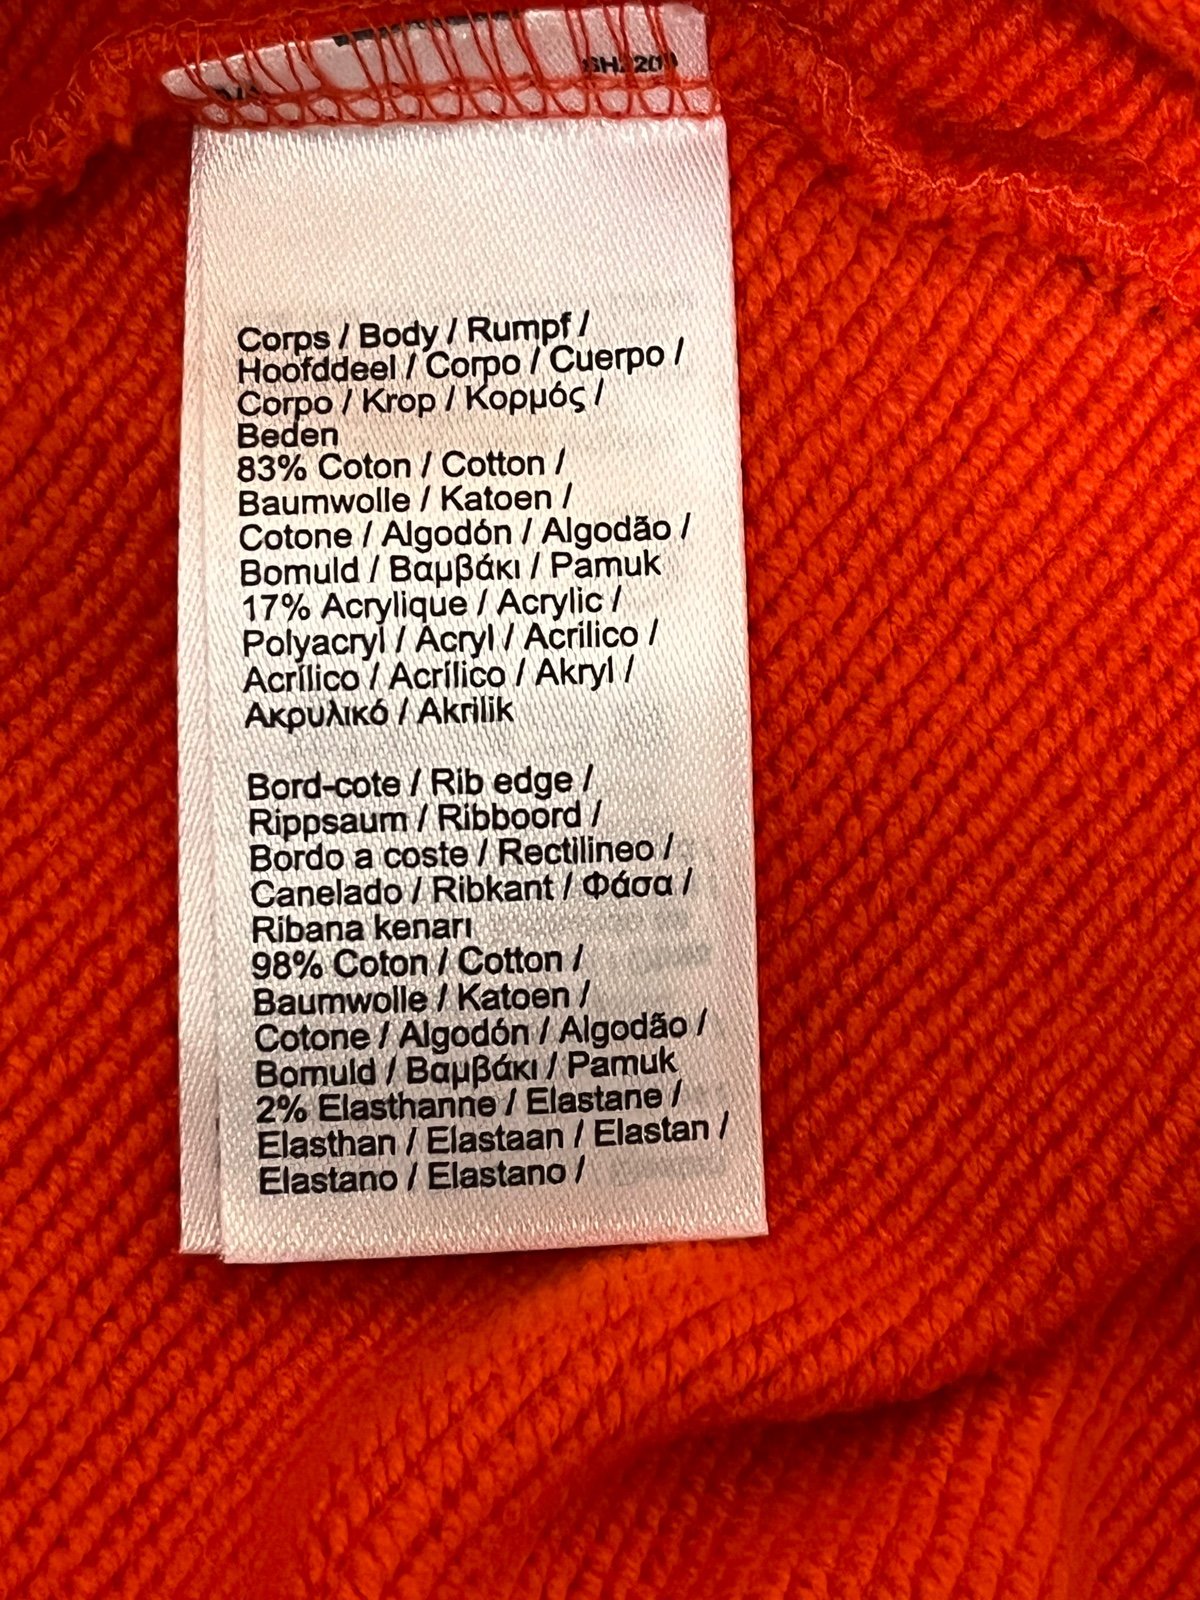 Corps / Body / Rumpf /
Hoofddeel / Corpo / Cuerpo /
Corpo / Krop / Κορμός /
Beden
83% Coton / Cotton /
Baumwolle / Katoen /
Cotone / Algodón / Algodão /
Bomuld / Βαμβάκι / Pamuk
17% Acrylique / Acrylic /
Polyacryl / Acryl / Acrilico /
Acrílico / Acrílico / Akryl /
Ακρυλικό / Akrilik
Bord-cote / Rib edge /
Rippsaum / Ribboord /
Bordo a coste / Rectilineo /
Canelado / Ribkant / Φάσα /
Ribana kenarı
98% Coton / Cotton /
Baumwolle / Katoen /
Cotone / Algodón / Algodão /
Bomuld / Βαμβάκι / Pamuk
2% Elasthanne / Elastane /
Elasthan / Elastaan / Elastan /
Elastano / Elastano /